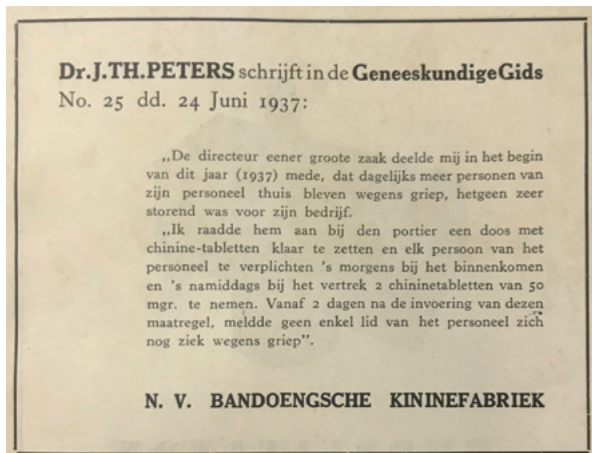 Dr.J.TH.PETERS schrijft in de Geneeskundige Gids
No. 25 dd. 24 Juni 1937:
„De directeur eener groote zaak deelde mij in het begin
van dit jaar (1937) mede, dat dagelijks meer personen van
zijn personeel thuis bleven wegens griep, hetgeen zeer
storend was voor zijn bedrijf.
„Ik raadde hem aan bij den portier een doos met
chinine-tabletten klaar te zetten en elk persoon van het
personeel te verplichten 's morgens bij het binnenkomen
en 's namiddags bij het vertrek 2 chininetabletten van 50
mgr. te nemen. Vanaf 2 dagen na de invoering van dezen
maatregel, meldde geen enkel lid van het personeel zich
nog ziek wegens griep”.
N. V. BANDOENGSCHE KININEFABRIEK